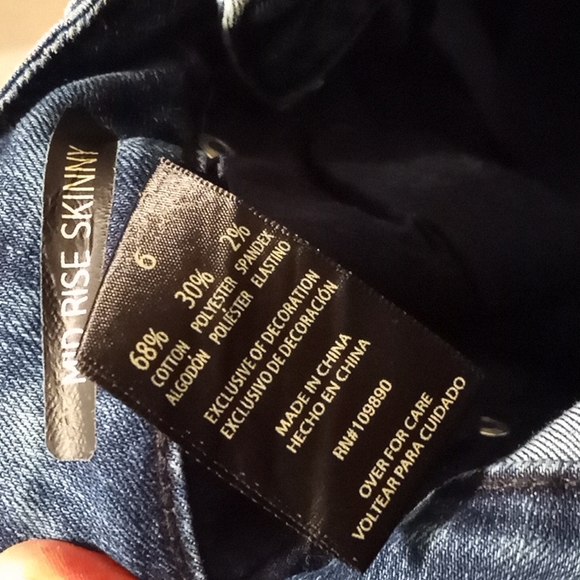 MID RISE SKINNY
6
68% 30% 2%
COTTON POLYESTER SPANDEX
ALGODÓN POLIÉSTER ELASTINO
EXCLUSIVE OF DECORATION
EXCLUSIVO DE DECORACIÓN
MADE IN CHINA
HECHO EN CHINA
RN# 109890
OVER FOR CARE
VOLTEAR PARA CUIDADO